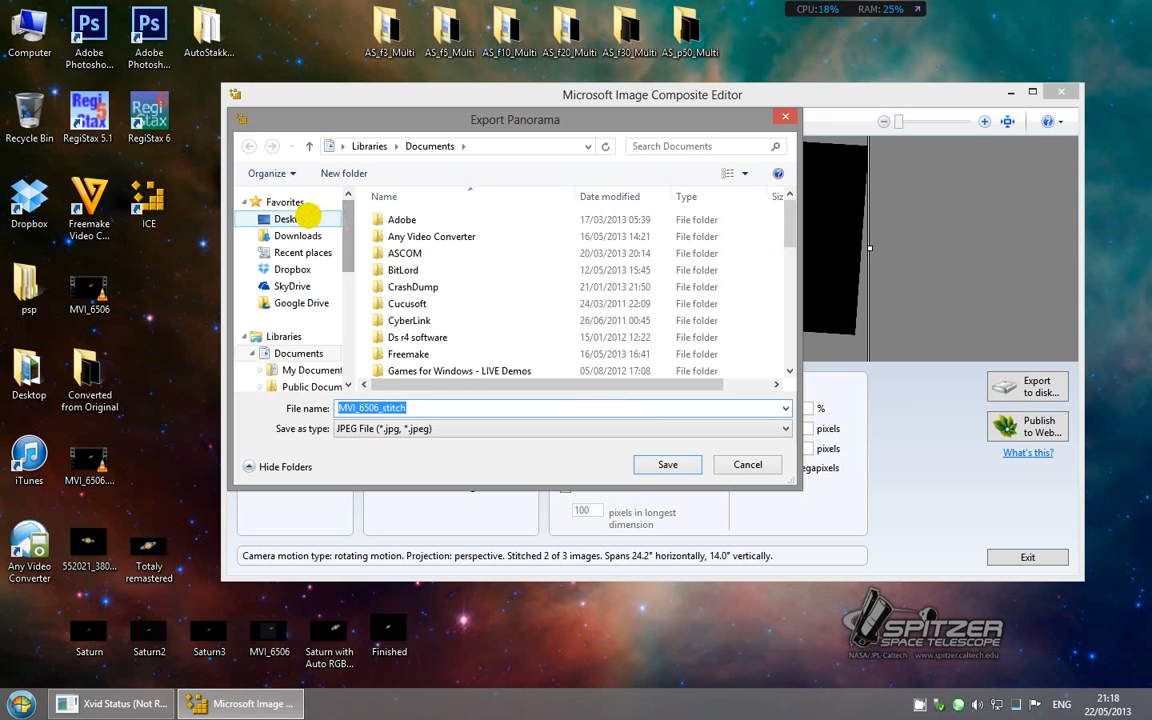 CPU:18% RAM: 25%
Computer
Adobe Photosho...
Adobe Photosh...
AutoStakk...
AS_f3_Multi
AS_f5_Multi
AS_f10_Multi
AS_f20_Multi
AS_f30_Multi
AS_p50_Multi
Recycle Bin
RegiStax 5.1
RegiStax 6
Dropbox
Freemake Video C...
ICE
psp
MVI_6506
Desktop
Converted from Original
iTunes
MVI_6506....
Any Video Converter
552021_380...
Totaly remastered
Saturn
Saturn2
Saturn3
MVI_6506
Saturn with Auto RGB...
Finished
Microsoft Image Composite Editor
Export Panorama
Libraries
Documents
Search Documents
Organize
New folder
Favorites
Downloads
Recent places
Dropbox
SkyDrive
Google Drive
Libraries
Documents
My Document
Public Docum
Name
Date modified
Type
Siz
Adobe 17/03/2013 05:39 File folder
Any Video Converter 16/05/2013 14:21 File folder
ASCOM 20/03/2013 20:14 File folder
BitLord 12/05/2013 15:45 File folder
CrashDump 21/01/2013 21:50 File folder
Cucusoft 24/03/2011 22:09 File folder
CyberLink 26/06/2011 00:45 File folder
Ds r4 software 15/01/2012 12:22 File folder
Freemake 16/05/2013 16:41 File folder
Games for Windows - LIVE Demos 05/08/2012 17:08 File folder
File name: MVI_6506_stitch
Save as type: JPEG File (*.jpg, *.jpeg)
Hide Folders
Save
Cancel
%
pixels
pixels
egapixels
Export to disk...
Publish to Web...
What's this?
100 pixels in longest dimension
Camera motion type: rotating motion. Projection: perspective. Stitched 2 of 3 images. Spans 24.2° horizontally, 14.0° vertically.
Exit
SPITZER
SPACE TELESCOPE
NASA/JPL-Caltech www.spitzer.caltech.edu
Xvid Status (Not R...
Microsoft Image ...
ENG
21:18
22/05/2013